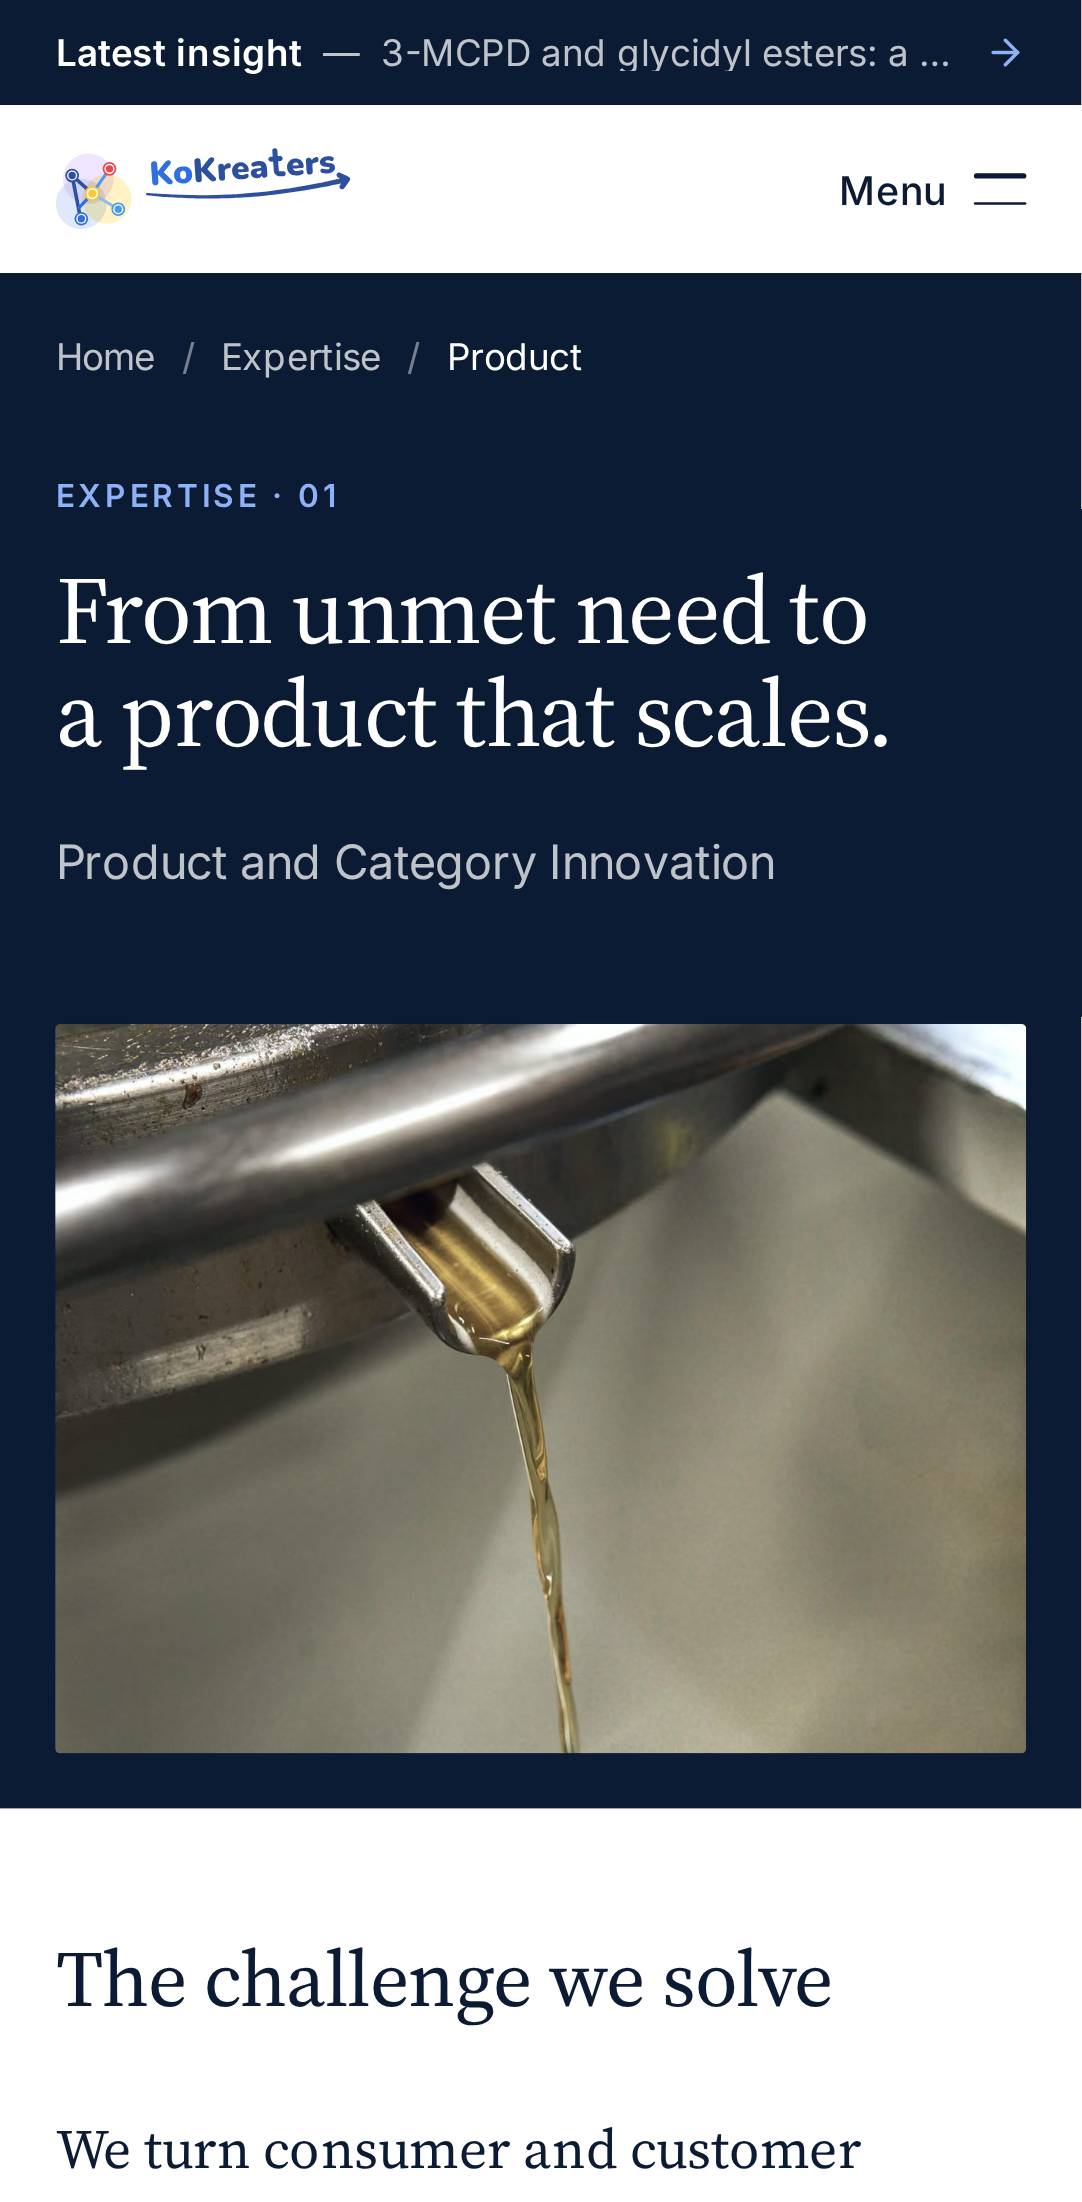 Latest insight — 3-MCPD and glycidyl esters: a ...
KoKreaters
Menu
Home / Expertise / Product
EXPERTISE · 01
From unmet need to
a product that scales.
Product and Category Innovation
The challenge we solve
We turn consumer and customer